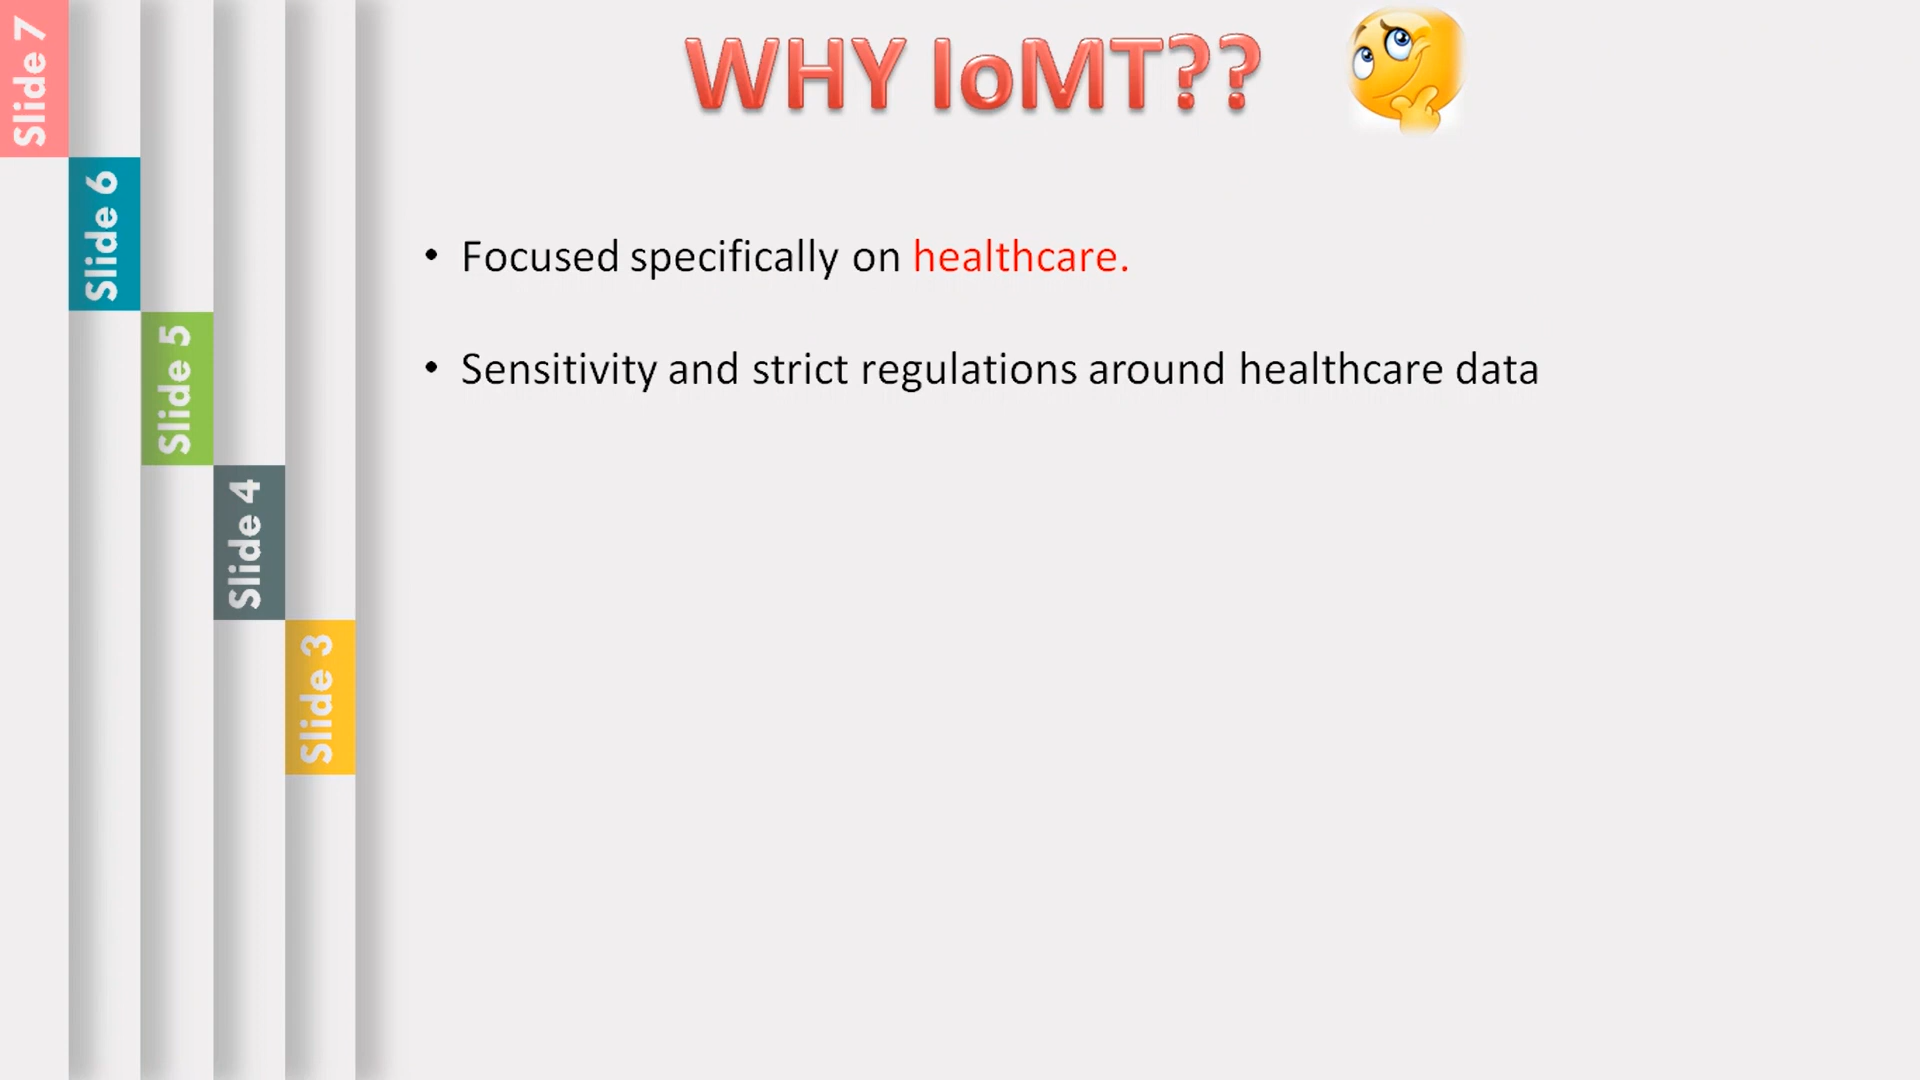 WHY IoMT??
Slide 7
Slide 6
Slide 5
Slide 4
Slide 3
• Focused specifically on healthcare.
• Sensitivity and strict regulations around healthcare data